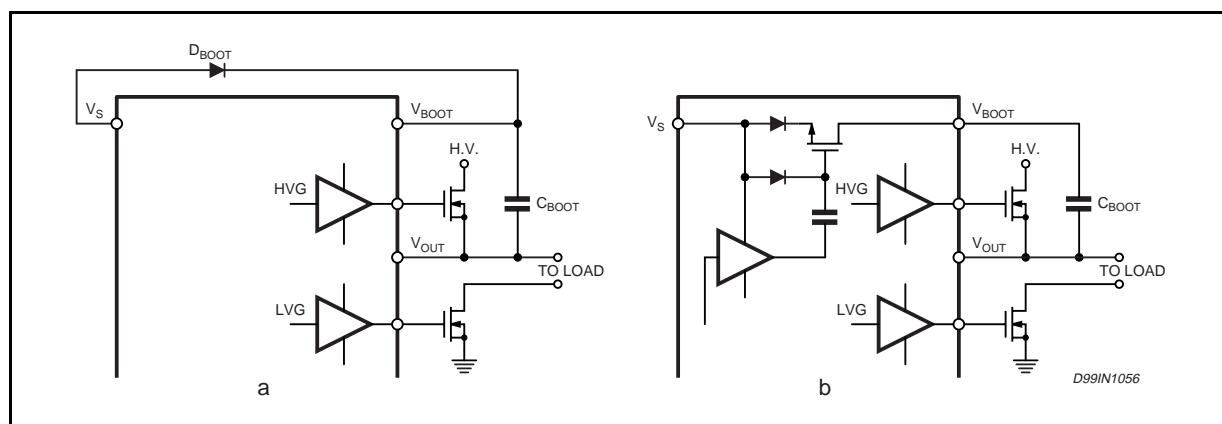 DBOOT
VS
VBOOT
H.V.
HVG
CBOOT
VOUT
TO LOAD
LVG
a
VS
VBOOT
H.V.
HVG
CBOOT
VOUT
TO LOAD
LVG
b
D99IN1056